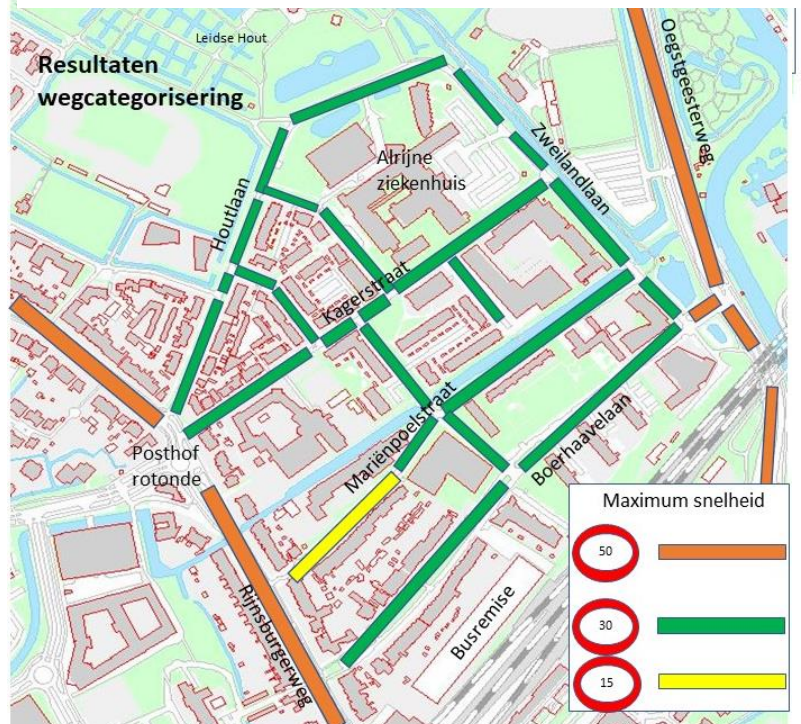 Leidse Hout
Resultaten
wegcategorisering
Oegstgeesterweg
Zweilandlaan
Alrijne
ziekenhuis
Houtlaan
Kagerstraat
Mariënpoelstraat
Boerhaavelaan
Posthof
rotonde
Rijnsburgerweg
Busremise
Maximum snelheid
50
30
15